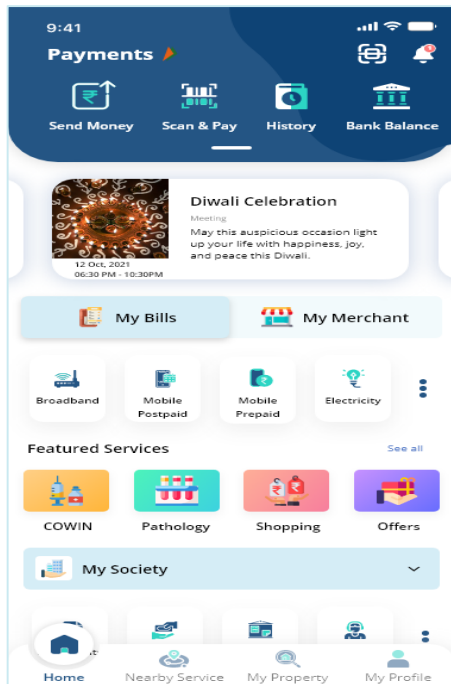 9:41
Payments
Send Money
Scan & Pay
History
Bank Balance
Diwali Celebration
Meeting
May this auspicious occasion light
up your life with happiness, joy,
and peace this Diwali.
12 Oct, 2021
06:30 PM - 10:30PM
My Bills
My Merchant
Broadband
Mobile
Postpaid
Mobile
Prepaid
Electricity
Featured Services
See all
COWIN
Pathology
Shopping
Offers
My Society
Home
Nearby Service
My Property
My Profile